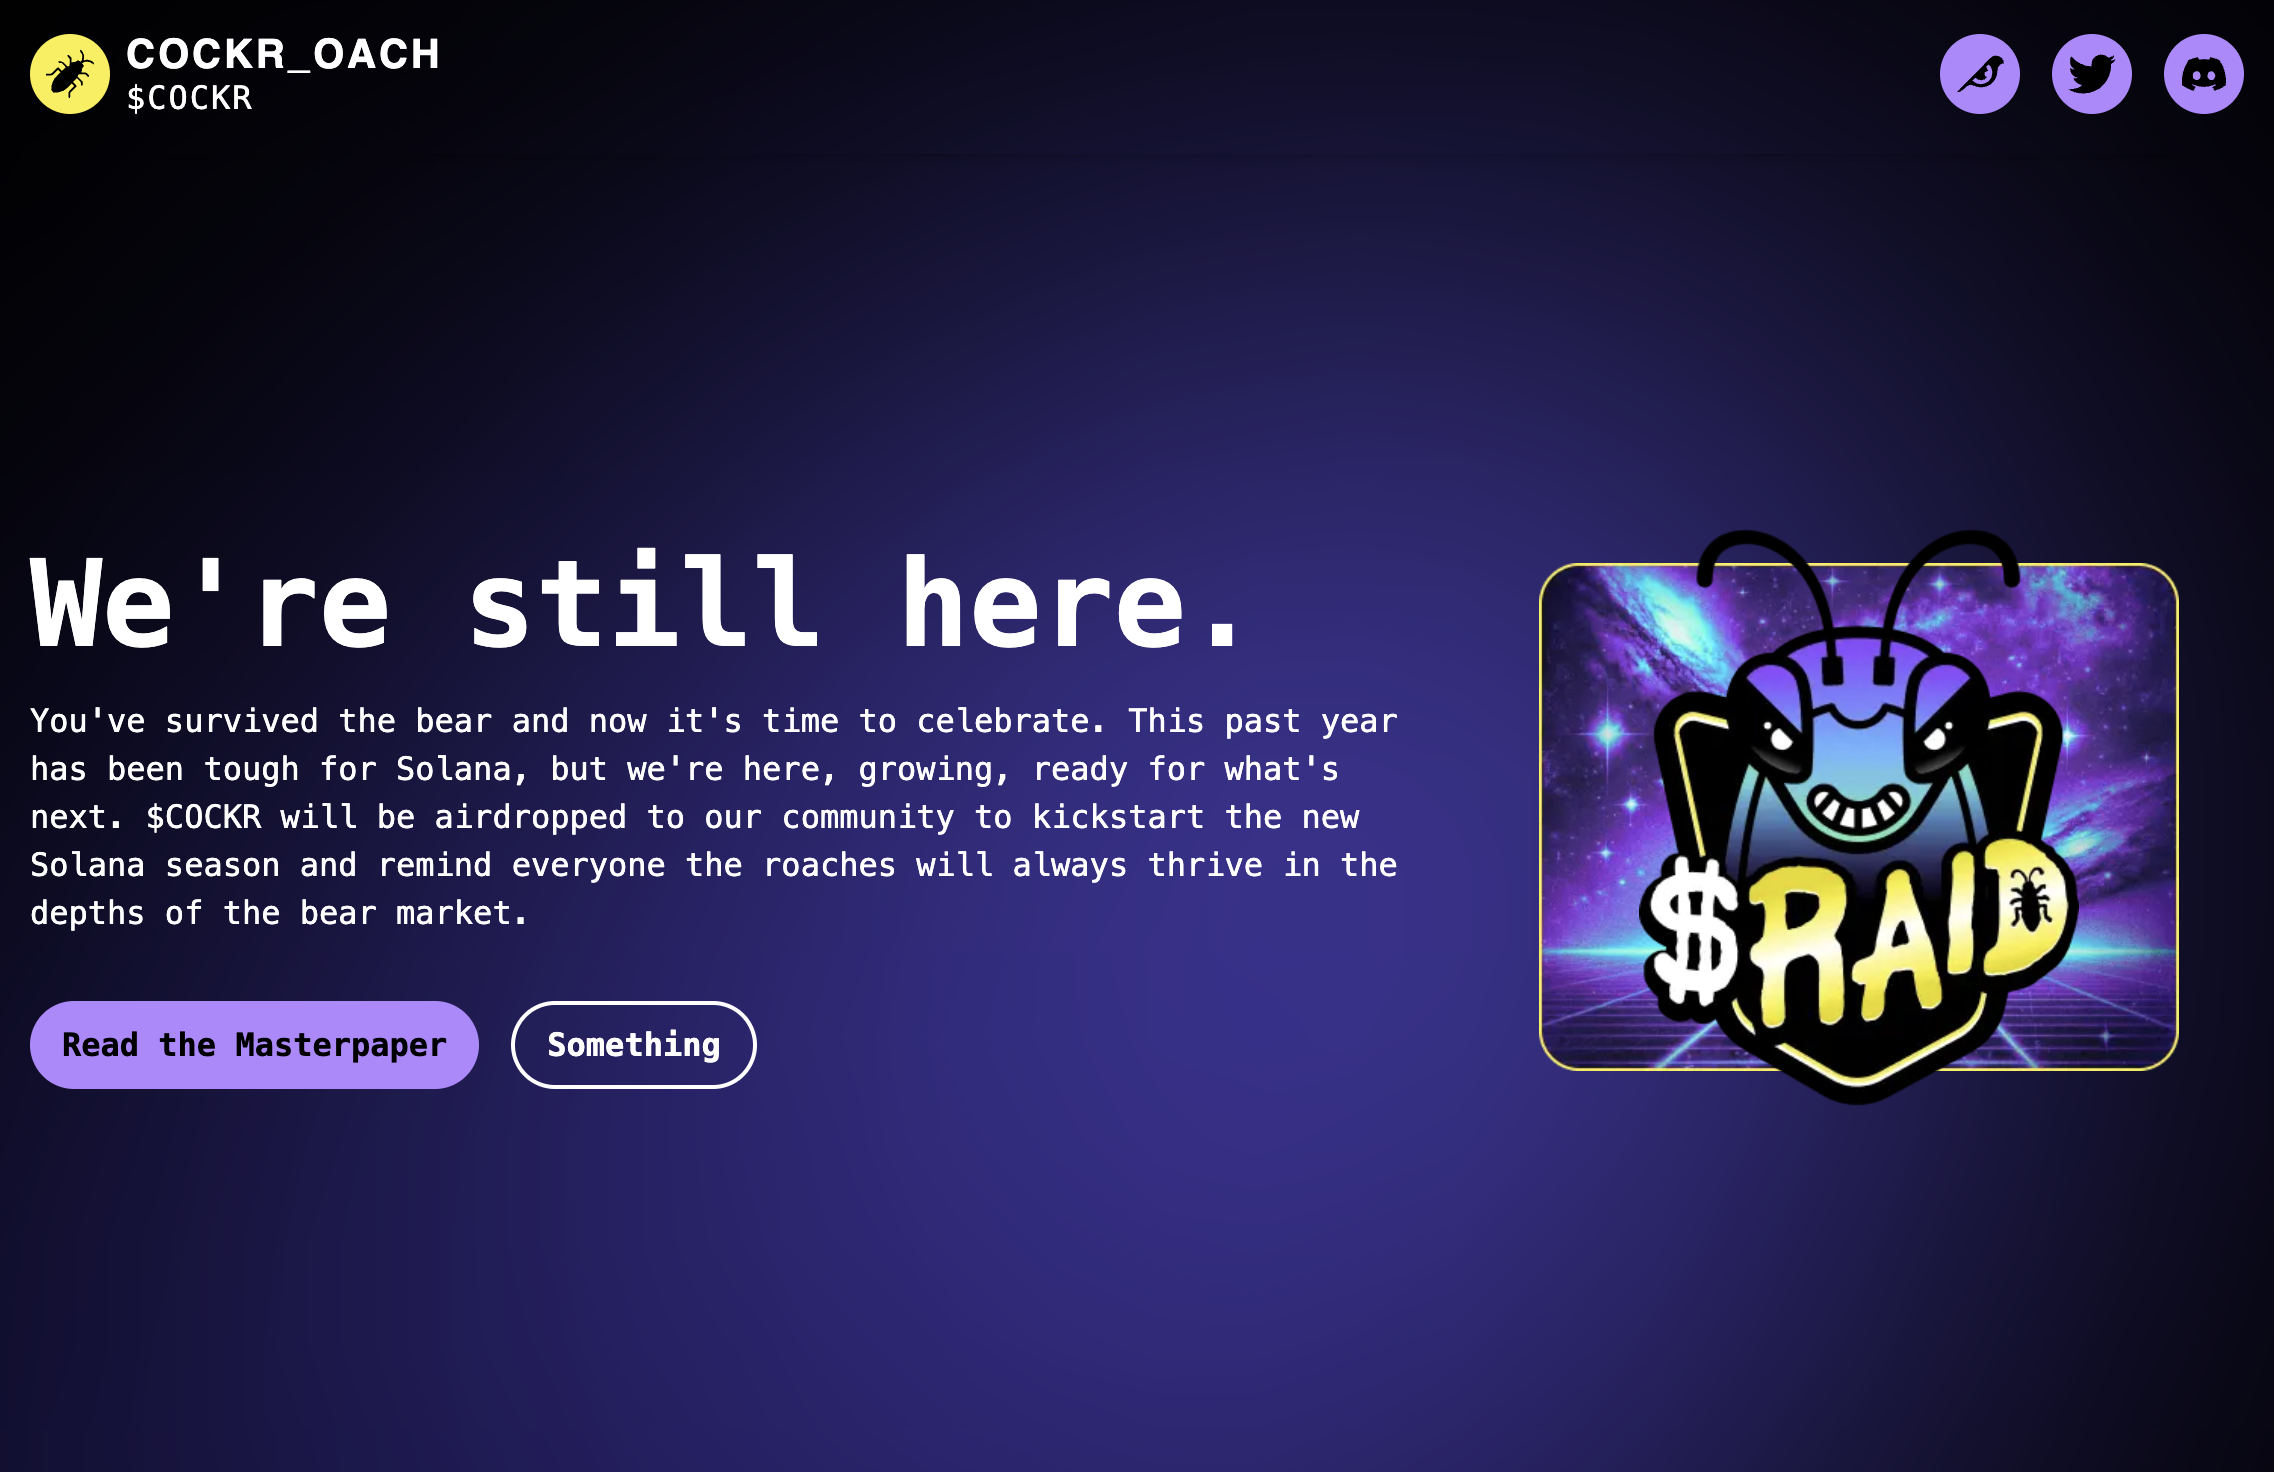 COCKR_OACH
$COCKR
We're still here.
You've survived the bear and now it's time to celebrate. This past year
has been tough for Solana, but we're here, growing, ready for what's
next. $COCKR will be airdropped to our community to kickstart the new
Solana season and remind everyone the roaches will always thrive in the
depths of the bear market.
Read the Masterpaper
Something
$RAID